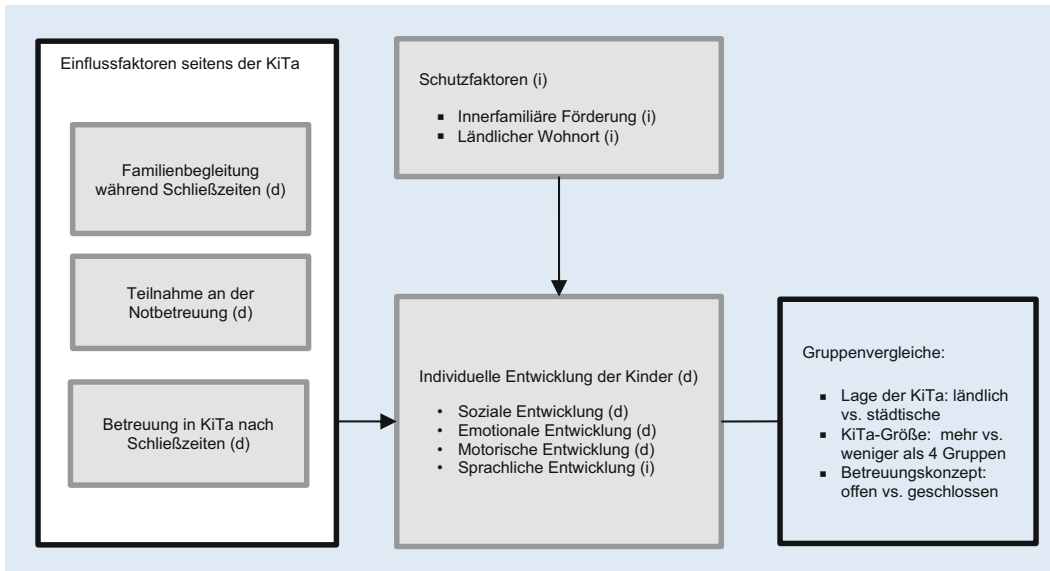 Einflussfaktoren seitens der KiTa
Familienbegleitung
während Schließzeiten (d)
Teilnahme an der
Notbetreuung (d)
Betreuung in KiTa nach
Schließzeiten (d)
Schutzfaktoren (i)
▪ Innerfamiliäre Förderung (i)
▪ Ländlicher Wohnort (i)
Individuelle Entwicklung der Kinder (d)
• Soziale Entwicklung (d)
• Emotionale Entwicklung (d)
• Motorische Entwicklung (d)
• Sprachliche Entwicklung (i)
Gruppenvergleiche:
▪ Lage der KiTa: ländlich
vs. städtische
▪ KiTa-Größe: mehr vs.
weniger als 4 Gruppen
▪ Betreuungskonzept:
offen vs. geschlossen